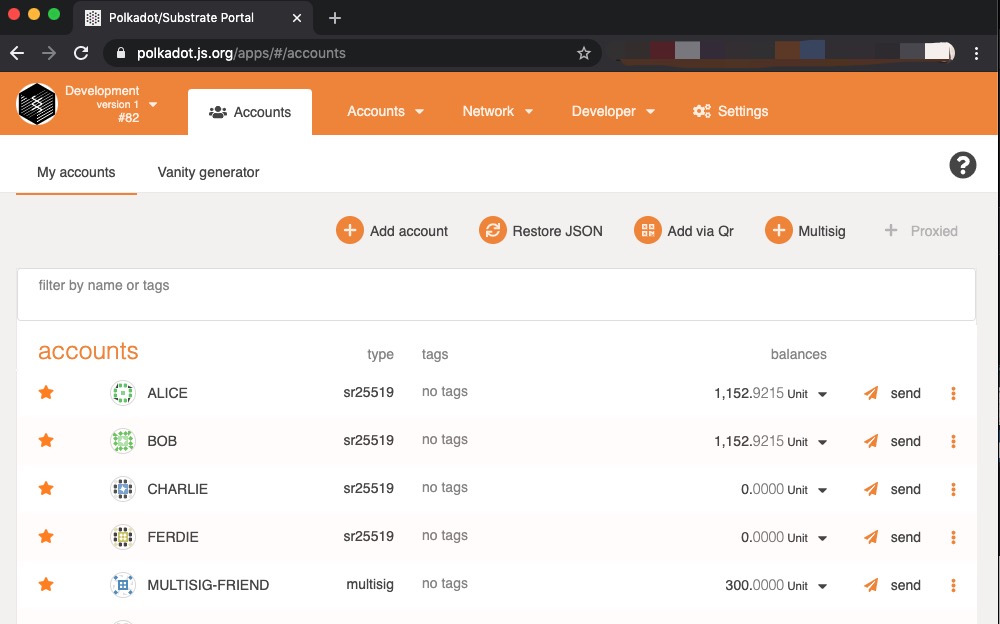 Polkadot/Substrate Portal
polkadot.js.org/apps/#/accounts
Development
version 1
#82
Accounts
Accounts
Network
Developer
Settings
My accounts
Vanity generator
Add account
Restore JSON
Add via Qr
Multisig
Proxied
filter by name or tags
accounts type tags balances
ALICE sr25519 no tags 1,152.9215 Unit send
BOB sr25519 no tags 1,152.9215 Unit send
CHARLIE sr25519 no tags 0.0000 Unit send
FERDIE sr25519 no tags 0.0000 Unit send
MULTISIG-FRIEND multisig no tags 300.0000 Unit send